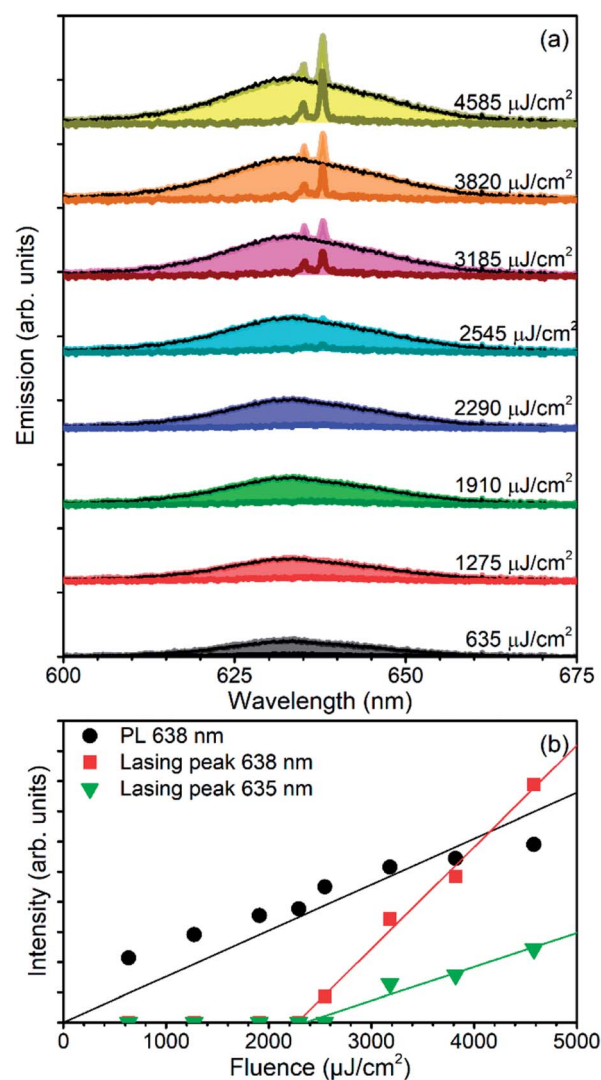 (a)
4585 μJ/cm²
3820 μJ/cm²
3185 μJ/cm²
2545 μJ/cm²
2290 μJ/cm²
1910 μJ/cm²
1275 μJ/cm²
635 μJ/cm²
Emission (arb. units)
600 625 650 675
Wavelength (nm)
(b)
PL 638 nm
Lasing peak 638 nm
Lasing peak 635 nm
Intensity (arb. units)
0 1000 2000 3000 4000 5000
Fluence (μJ/cm²)